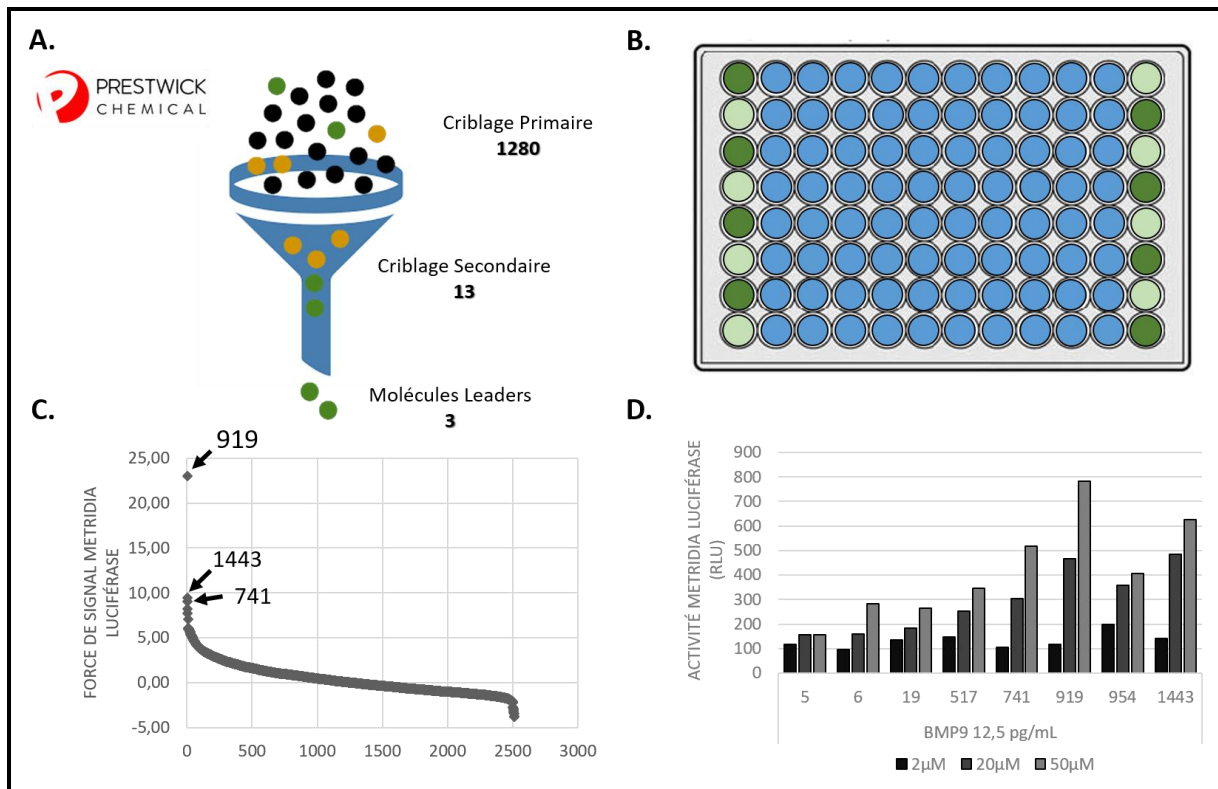 A.
PRESTWICK
CHEMICAL
Criblage Primaire
1280
Criblage Secondaire
13
Molécules Leaders
3
B.
C.
FORCE DE SIGNAL METRIDIA
LUCIFÉRASE
25,00
20,00
15,00
10,00
5,00
0,00
-5,00
919
1443
741
0 500 1000 1500 2000 2500 3000
D.
ACTIVITÉ METRIDIA LUCIFÉRASE
(RLU)
900
800
700
600
500
400
300
200
100
0
5 6 19 517 741 919 954 1443
BMP9 12,5 pg/mL
2µM 20µM 50µM